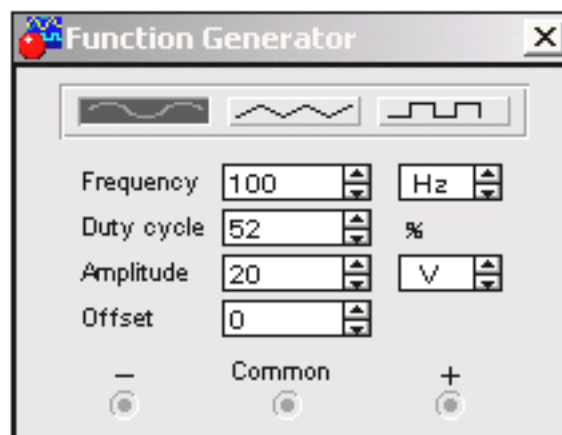 Function Generator
Frequency 100 Hz
Duty cycle 52 %
Amplitude 20 V
Offset 0
− Common +